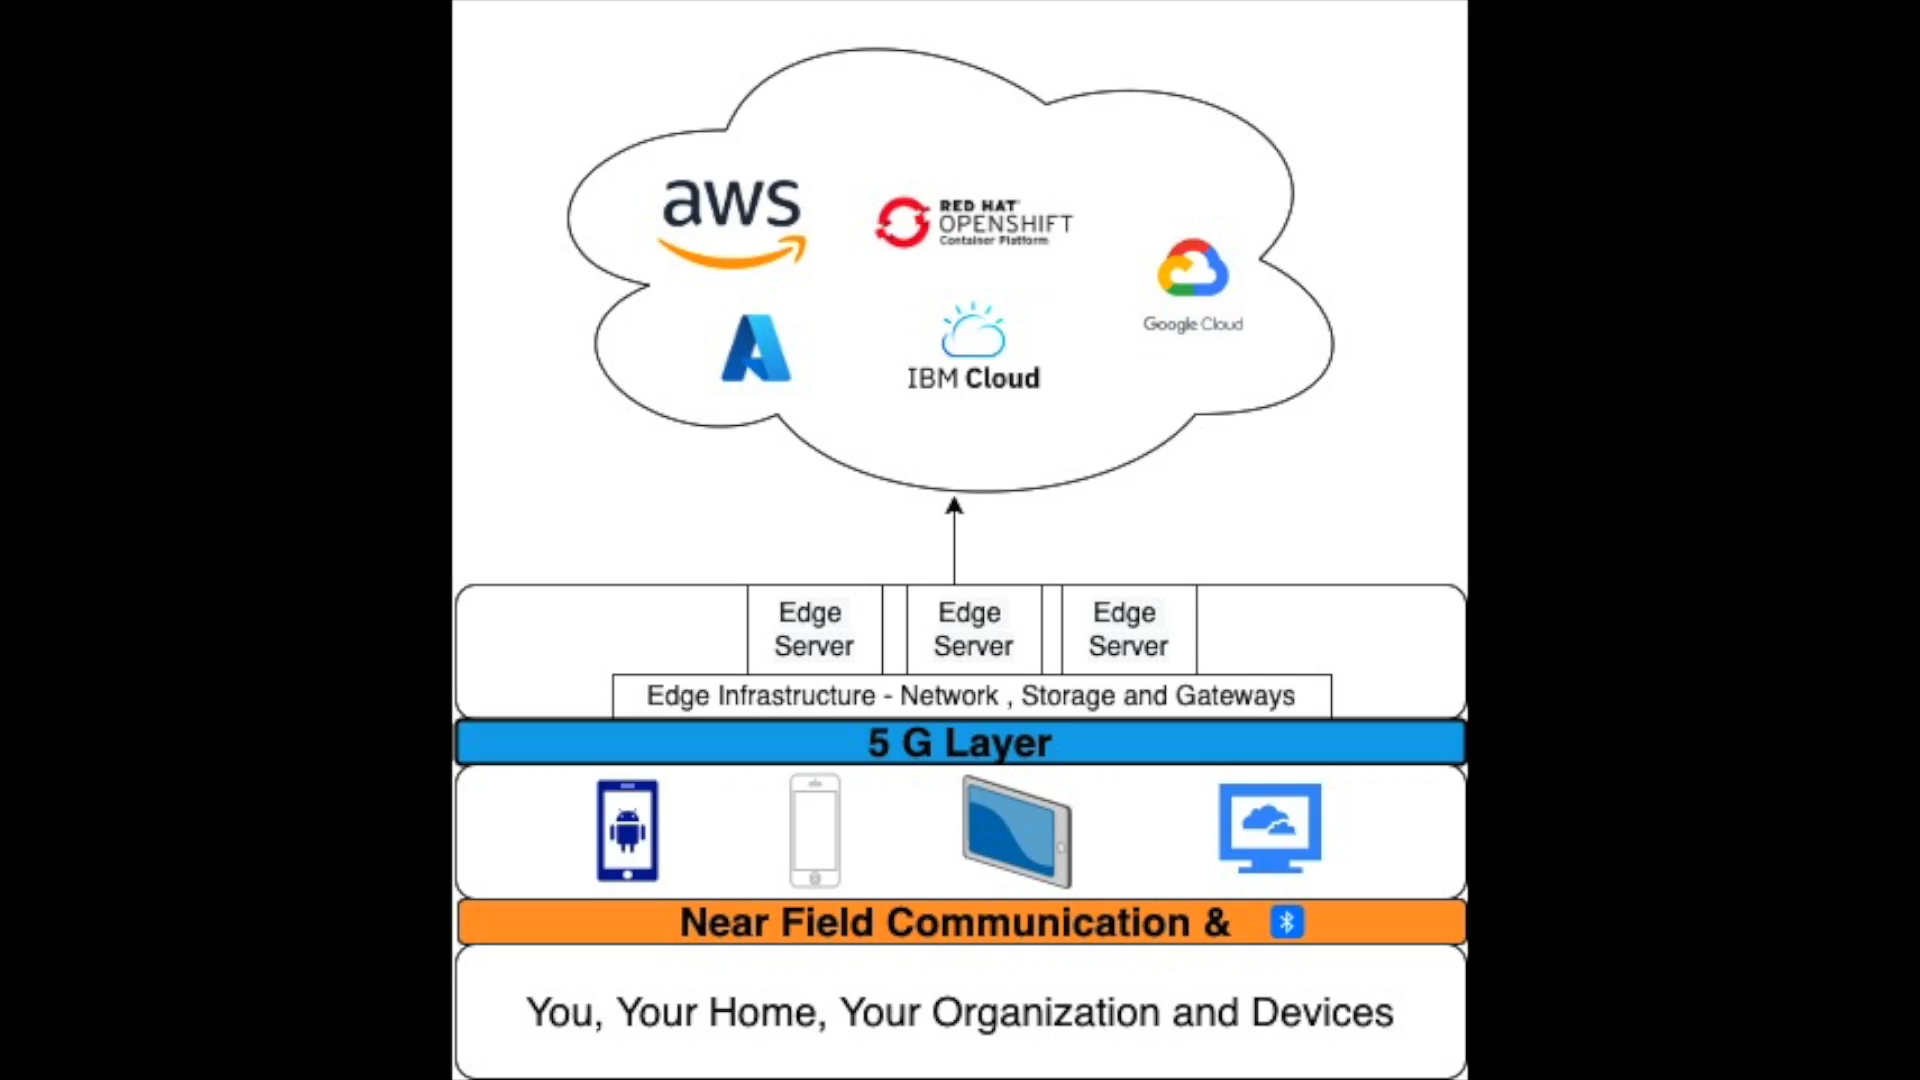 aws
RED HAT
OPENSHIFT
Container Platform
Google Cloud
IBM Cloud
Edge
Server
Edge
Server
Edge
Server
Edge Infrastructure - Network , Storage and Gateways
5 G Layer
Near Field Communication &
You, Your Home, Your Organization and Devices